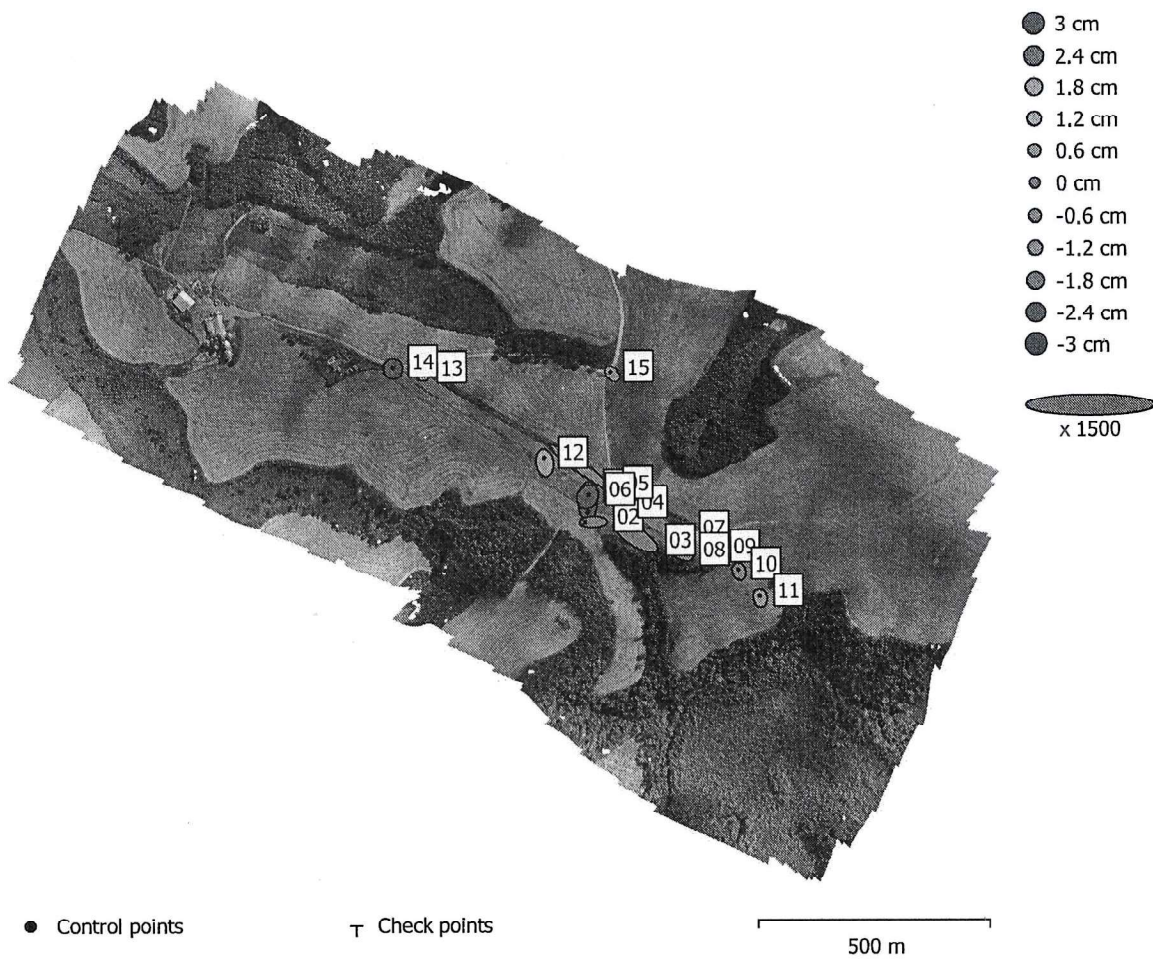 3 cm
2.4 cm
1.8 cm
1.2 cm
0.6 cm
0 cm
-0.6 cm
-1.2 cm
-1.8 cm
-2.4 cm
-3 cm
x 1500
14
13
15
12
05
06
04
02
07
03
08
09
10
11
Control points
Check points
500 m